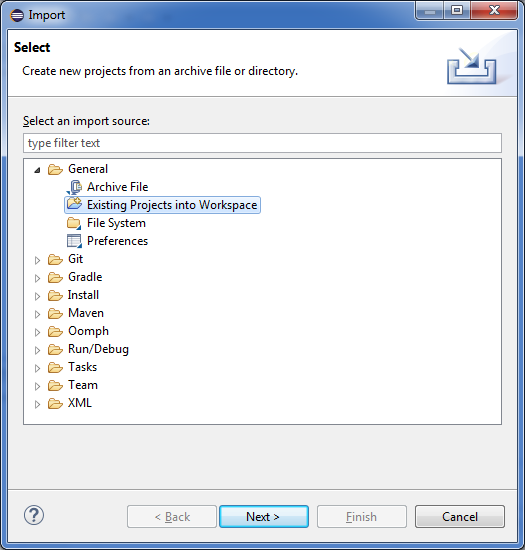 Import
Select
Create new projects from an archive file or directory.
Select an import source:
type filter text
General
Archive File
Existing Projects into Workspace
File System
Preferences
Git
Gradle
Install
Maven
Oomph
Run/Debug
Tasks
Team
XML
?
< Back
Next >
Finish
Cancel